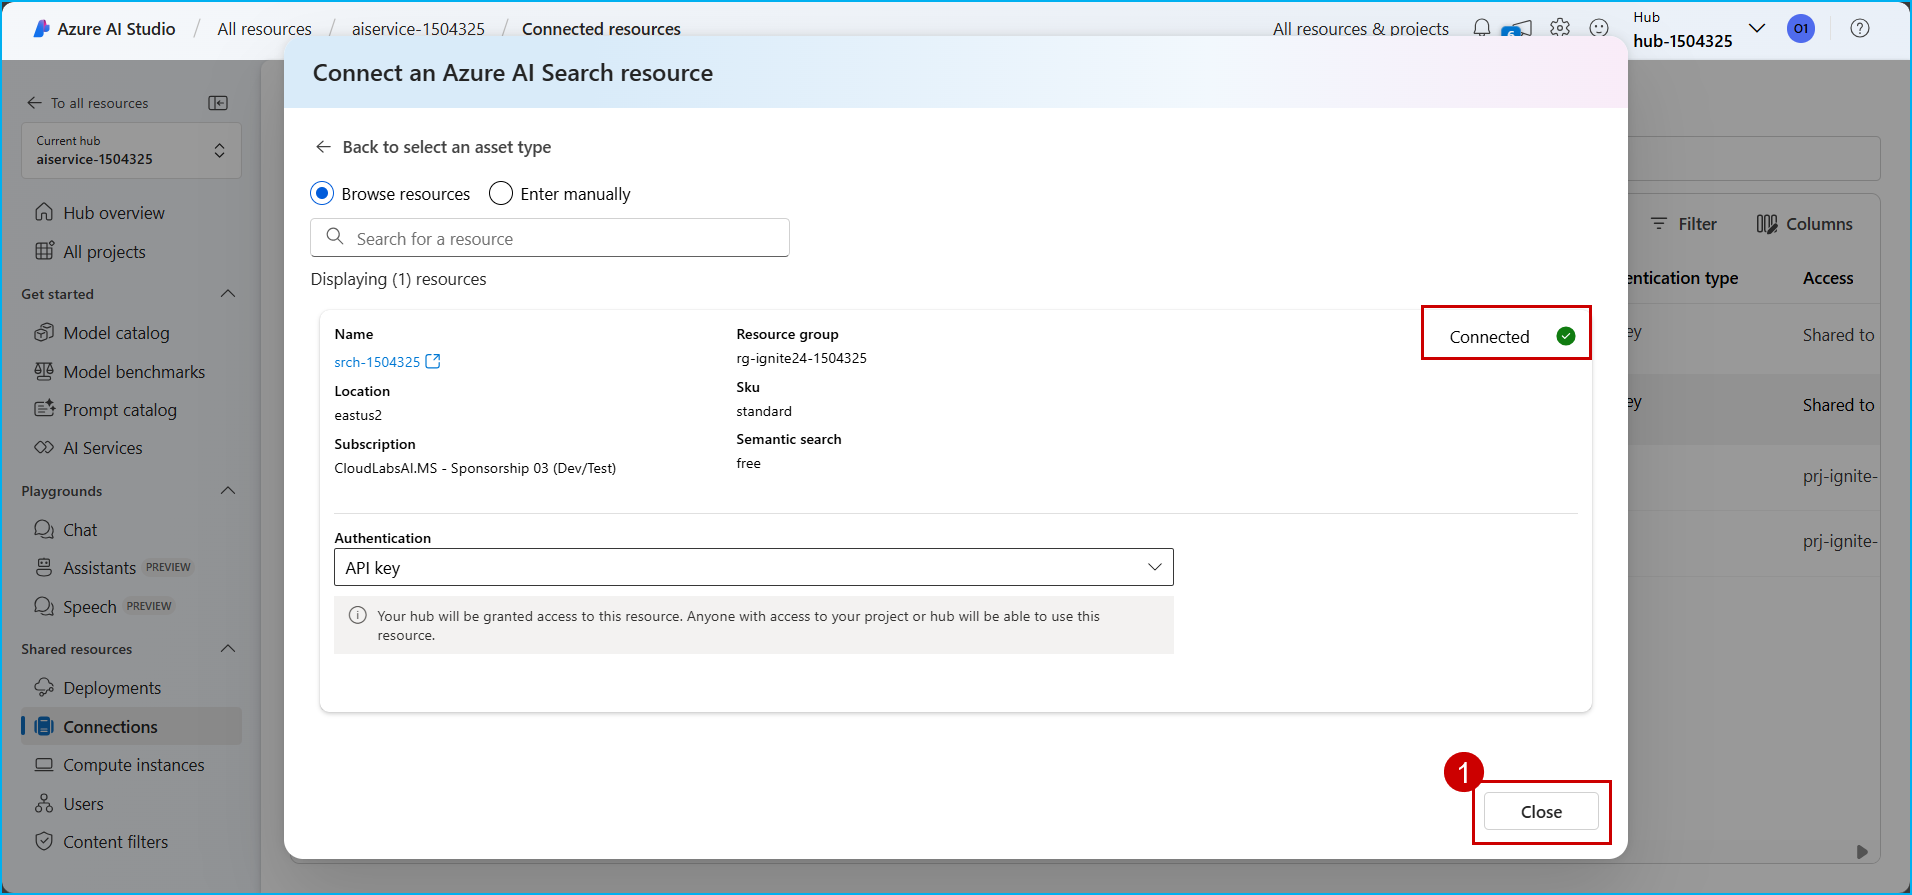 Azure AI Studio / All resources / aiservice-1504325 / Connected resources
All resources & projects
6
Hub
hub-1504325
O1
To all resources
Current hub
aiservice-1504325
Hub overview
All projects
Get started
Model catalog
Model benchmarks
Prompt catalog
AI Services
Playgrounds
Chat
Assistants PREVIEW
Speech PREVIEW
Shared resources
Deployments
Connections
Compute instances
Users
Content filters
Connect an Azure AI Search resource
Back to select an asset type
Browse resources Enter manually
Search for a resource
Displaying (1) resources
Name
srch-1504325
Location
eastus2
Subscription
CloudLabsAI.MS - Sponsorship 03 (Dev/Test)
Resource group
rg-ignite24-1504325
Sku
standard
Semantic search
free
Connected
Authentication
API key
Your hub will be granted access to this resource. Anyone with access to your project or hub will be able to use this
resource.
1
Close
Filter Columns
entication type Access
ey Shared to
ey Shared to
prj-ignite-
prj-ignite-